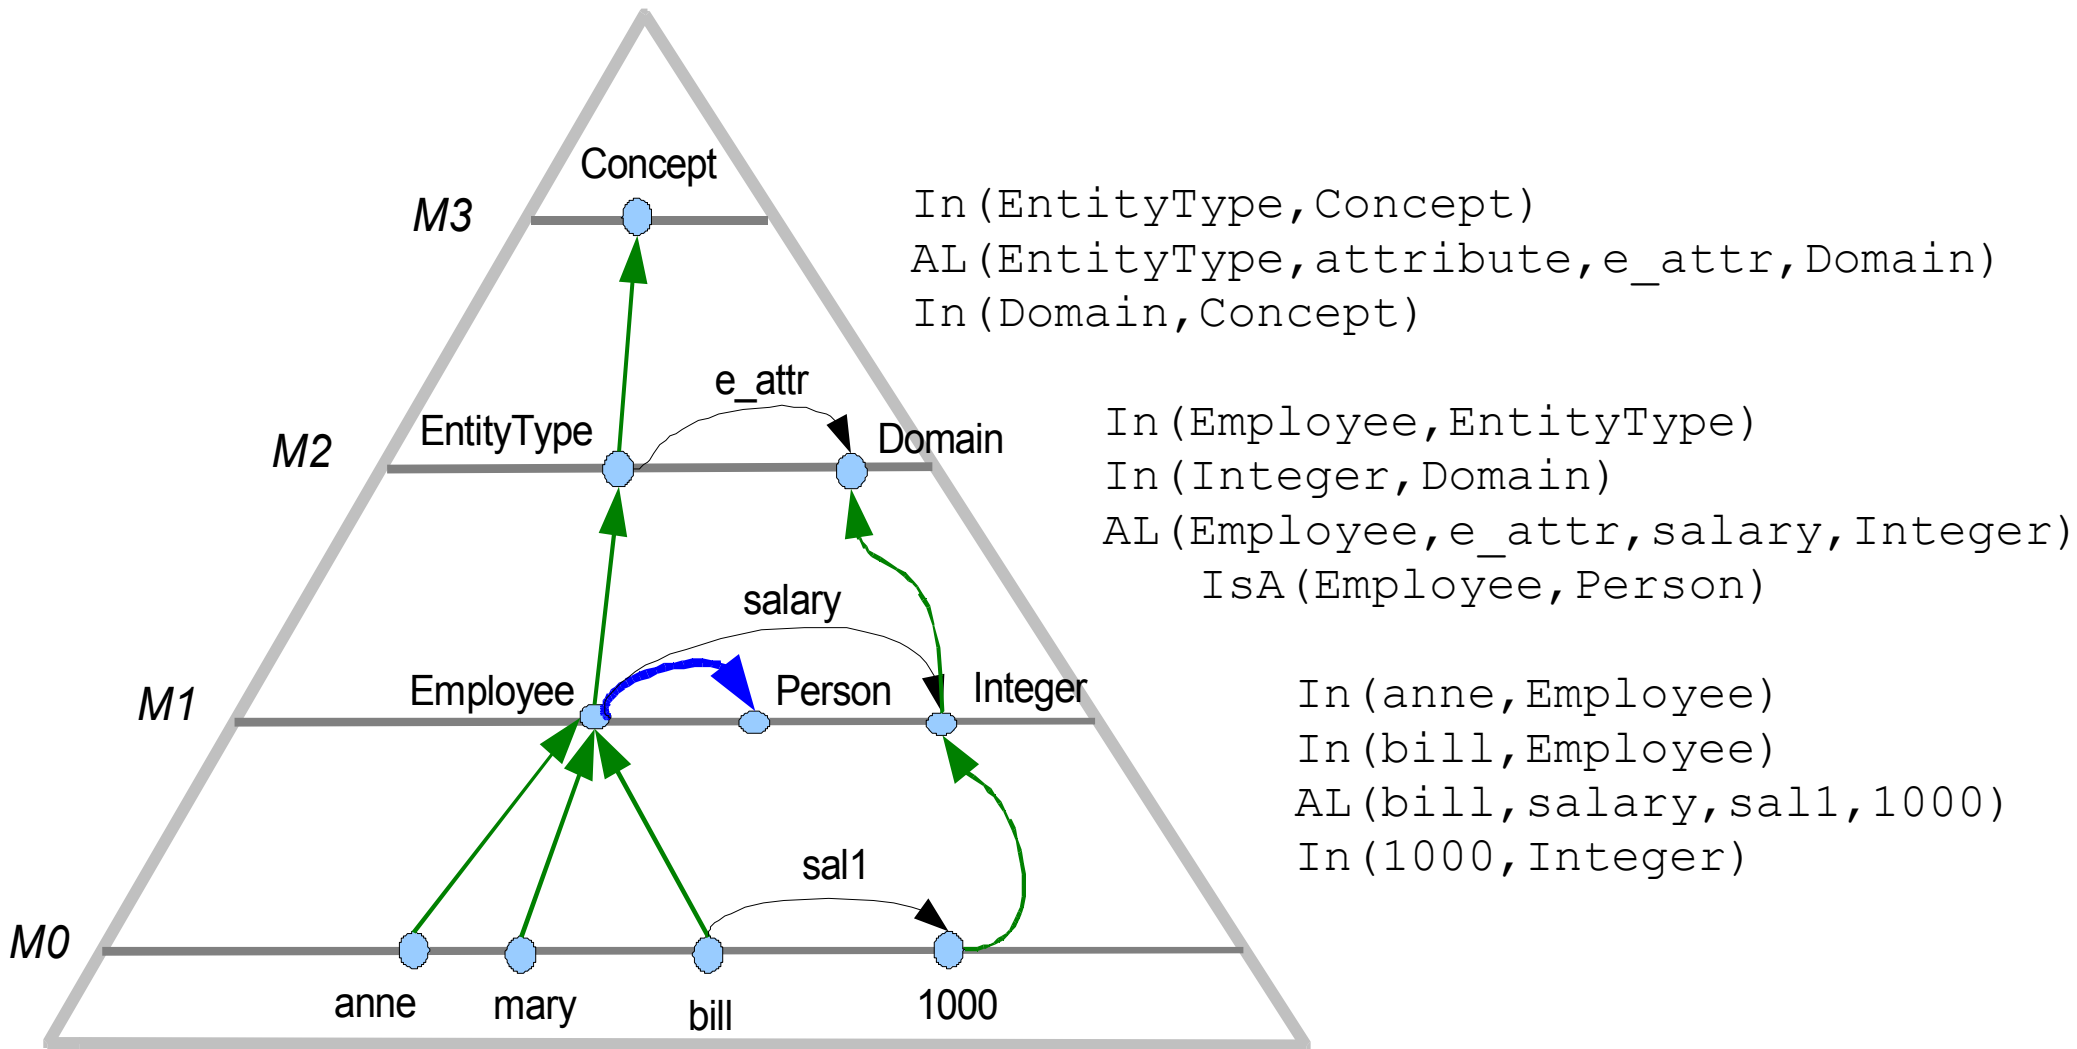 Concept
M3
In(EntityType,Concept)
AL(EntityType,attribute,e_attr,Domain)
In(Domain,Concept)
e_attr
EntityType
Domain
M2
In(Employee,EntityType)
In(Integer,Domain)
AL(Employee,e_attr,salary,Integer)
IsA(Employee,Person)
salary
Employee
Person
Integer
M1
In(anne,Employee)
In(bill,Employee)
AL(bill,salary,sal1,1000)
In(1000,Integer)
sal1
M0
anne
mary
bill
1000